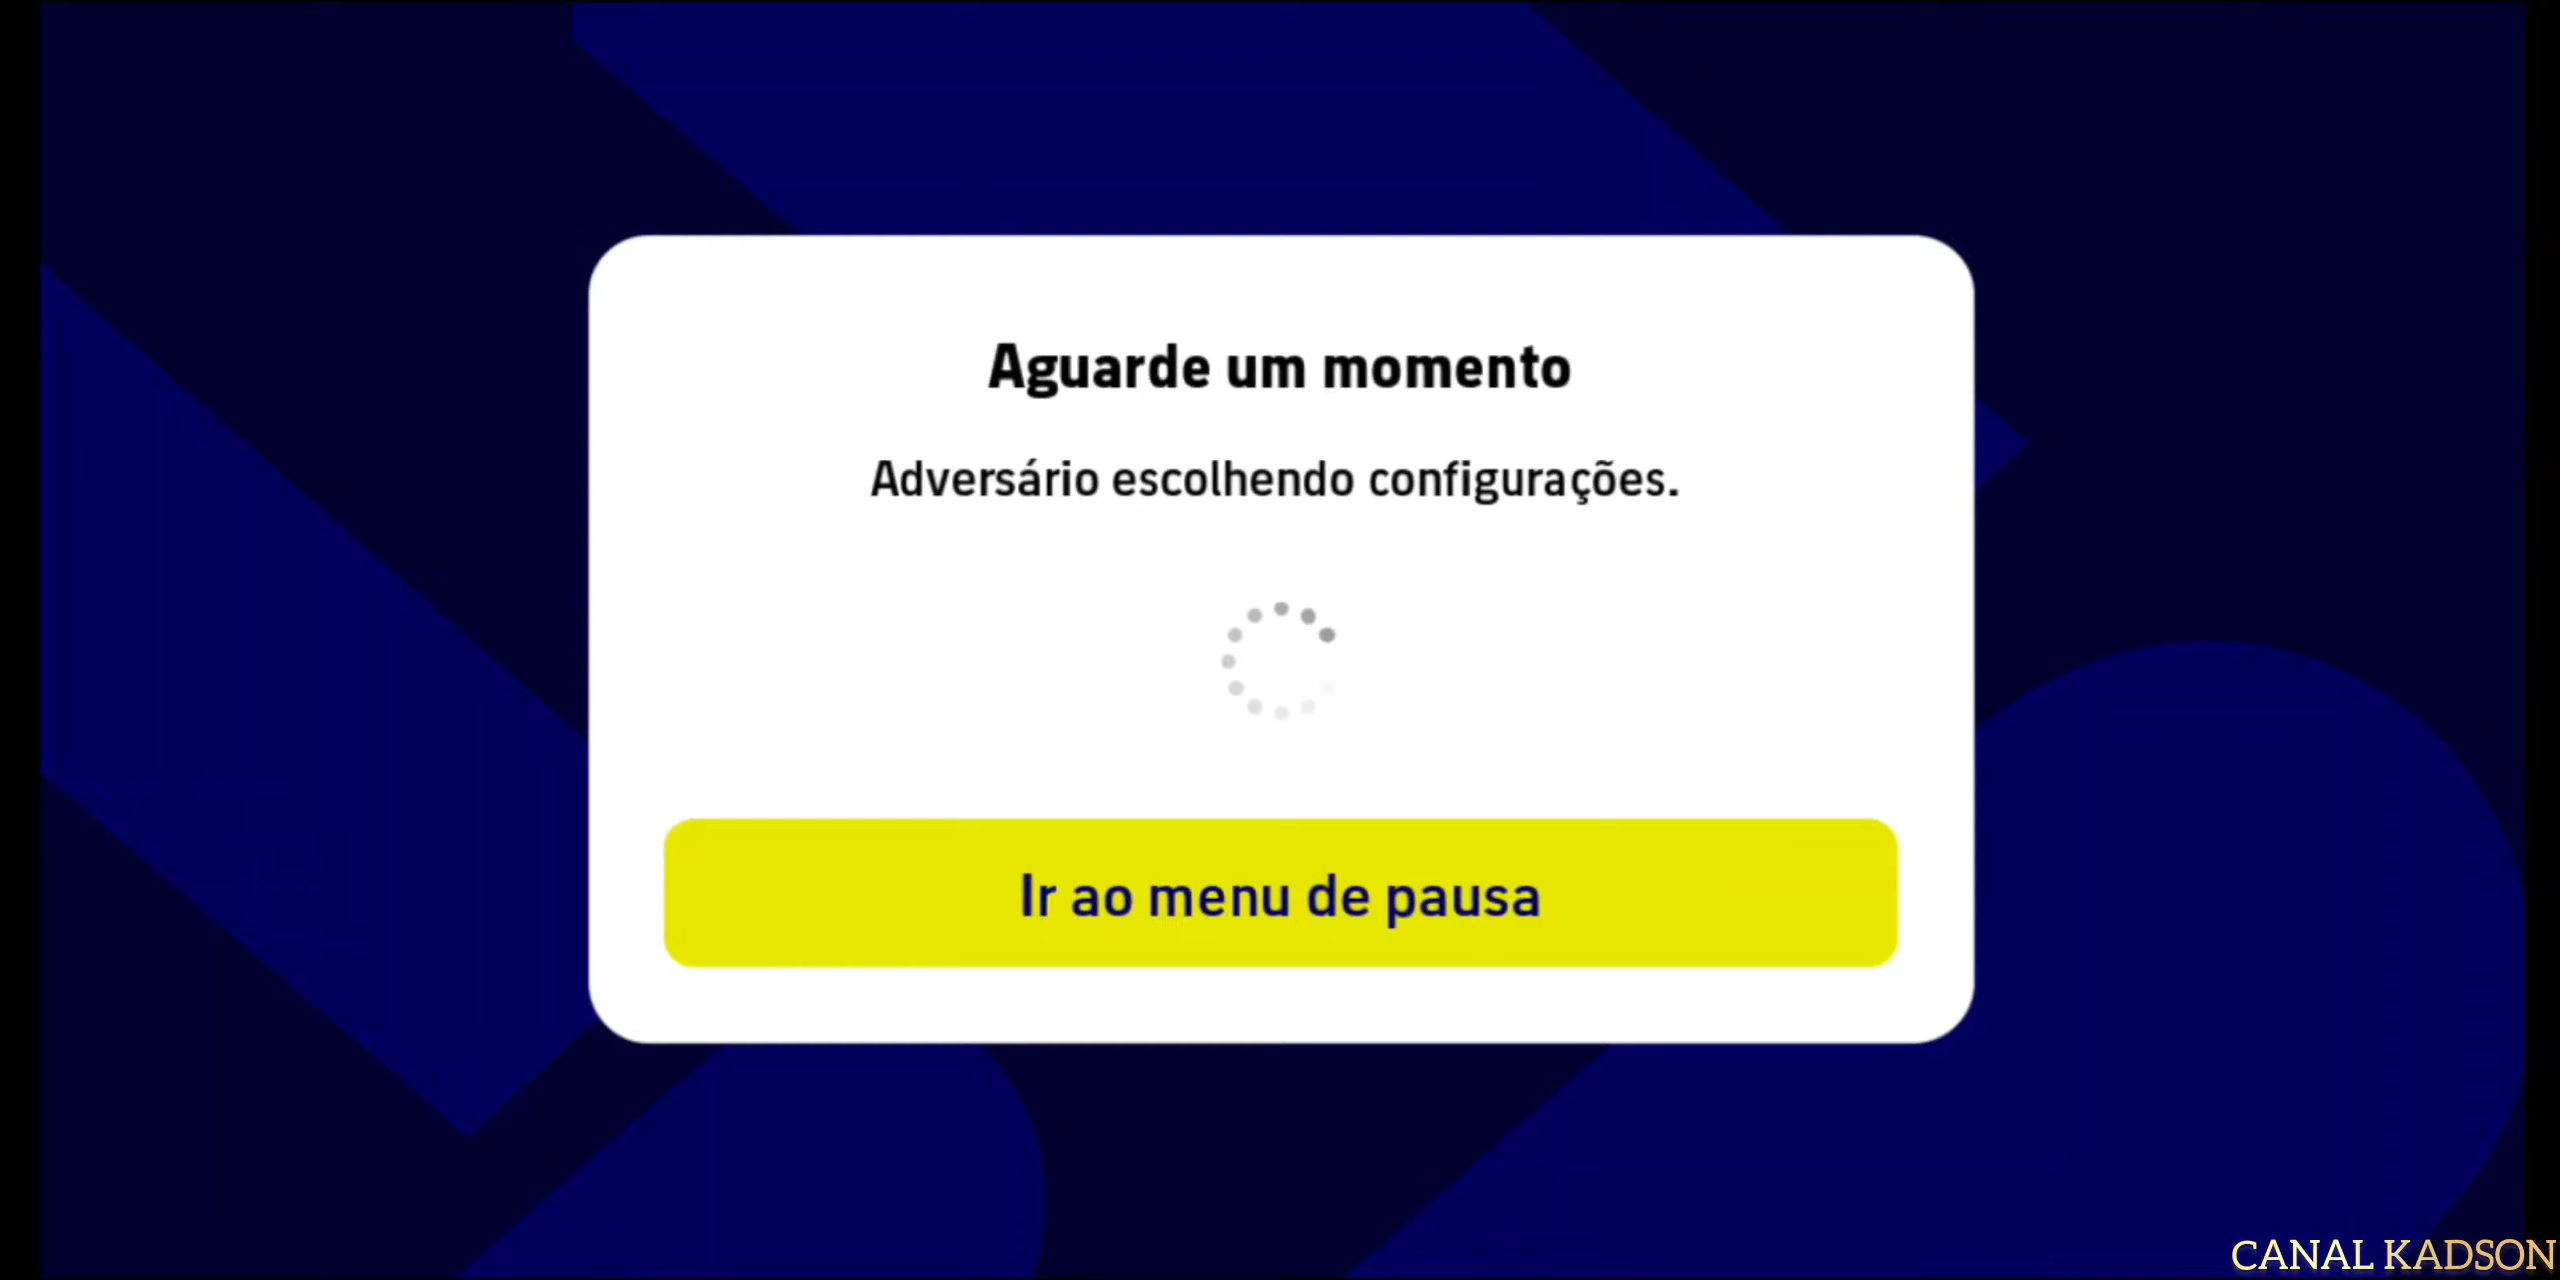 Aguarde um momento
Adversário escolhendo configurações.
Ir ao menu de pausa
CANAL KADSON